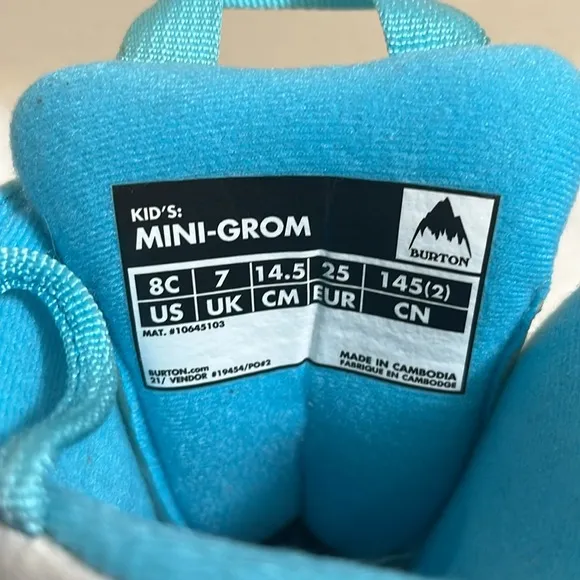 KID'S:
MINI-GROM
BURTON
8C 7 14.5 25 145(2)
US UK CM EUR CN
MAT. #10645103
BURTON.com
21/ VENDOR #19454/PO#2
MADE IN CAMBODIA
FABRIQUE EN CAMBODGE